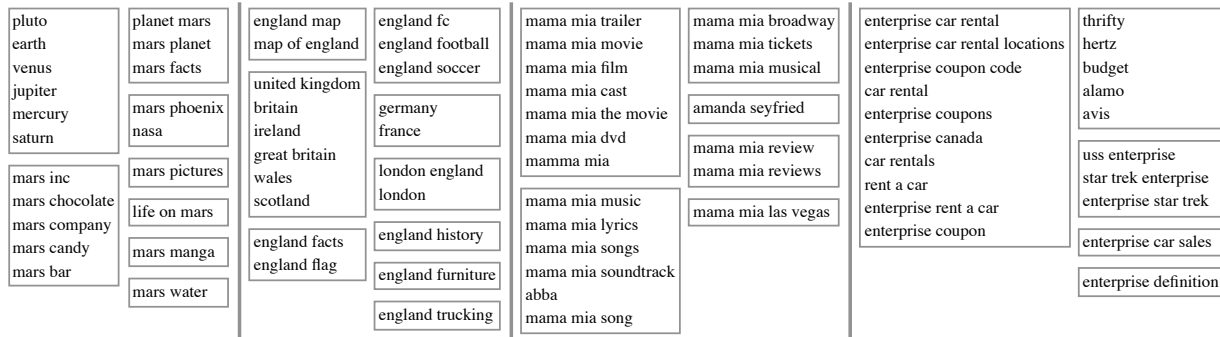 pluto
earth
venus
jupiter
mercury
saturn
mars inc
mars chocolate
mars company
mars candy
mars bar
planet mars
mars planet
mars facts
mars phoenix
nasa
mars pictures
life on mars
mars manga
mars water
england map
map of england
united kingdom
britain
ireland
great britain
wales
scotland
england facts
england flag
england fc
england football
england soccer
germany
france
london england
london
england history
england furniture
england trucking
mama mia trailer
mama mia movie
mama mia film
mama mia cast
mama mia the movie
mama mia dvd
mamma mia
mama mia music
mama mia lyrics
mama mia songs
mama mia soundtrack
abba
mama mia song
mama mia broadway
mama mia tickets
mama mia musical
amanda seyfried
mama mia review
mama mia reviews
mama mia las vegas
enterprise car rental
enterprise car rental locations
enterprise coupon code
car rental
enterprise coupons
enterprise canada
car rentals
rent a car
enterprise rent a car
enterprise coupon
thrifty
hertz
budget
alamo
avis
uss enterprise
star trek enterprise
enterprise star trek
enterprise car sales
enterprise definition